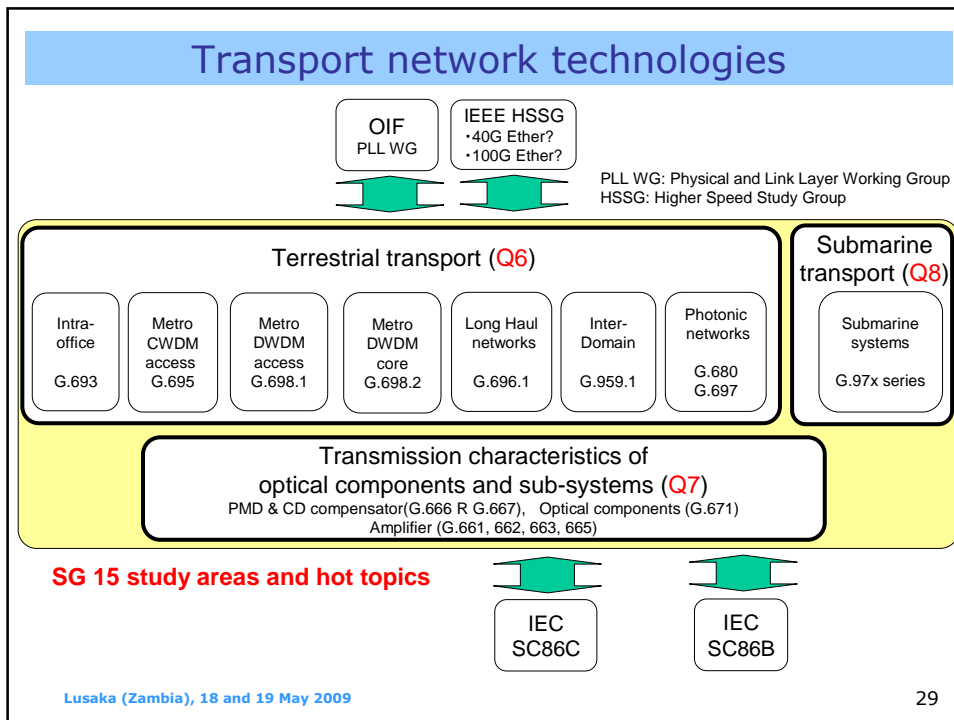 Transport network technologies
OIF
PLL WG
IEEE HSSG
・40G Ether?
・100G Ether?
PLL WG: Physical and Link Layer Working Group
HSSG: Higher Speed Study Group
Terrestrial transport (Q6)
Intra-
office
G.693
Metro
CWDM
access
G.695
Metro
DWDM
access
G.698.1
Metro
DWDM
core
G.698.2
Long Haul
networks
G.696.1
Inter-
Domain
G.959.1
Photonic
networks
G.680
G.697
Submarine
transport (Q8)
Submarine
systems
G.97x series
Transmission characteristics of
optical components and sub-systems (Q7)
PMD & CD compensator(G.666 R G.667), Optical components (G.671)
Amplifier (G.661, 662, 663, 665)
SG 15 study areas and hot topics
IEC
SC86C
IEC
SC86B
Lusaka (Zambia), 18 and 19 May 2009
29